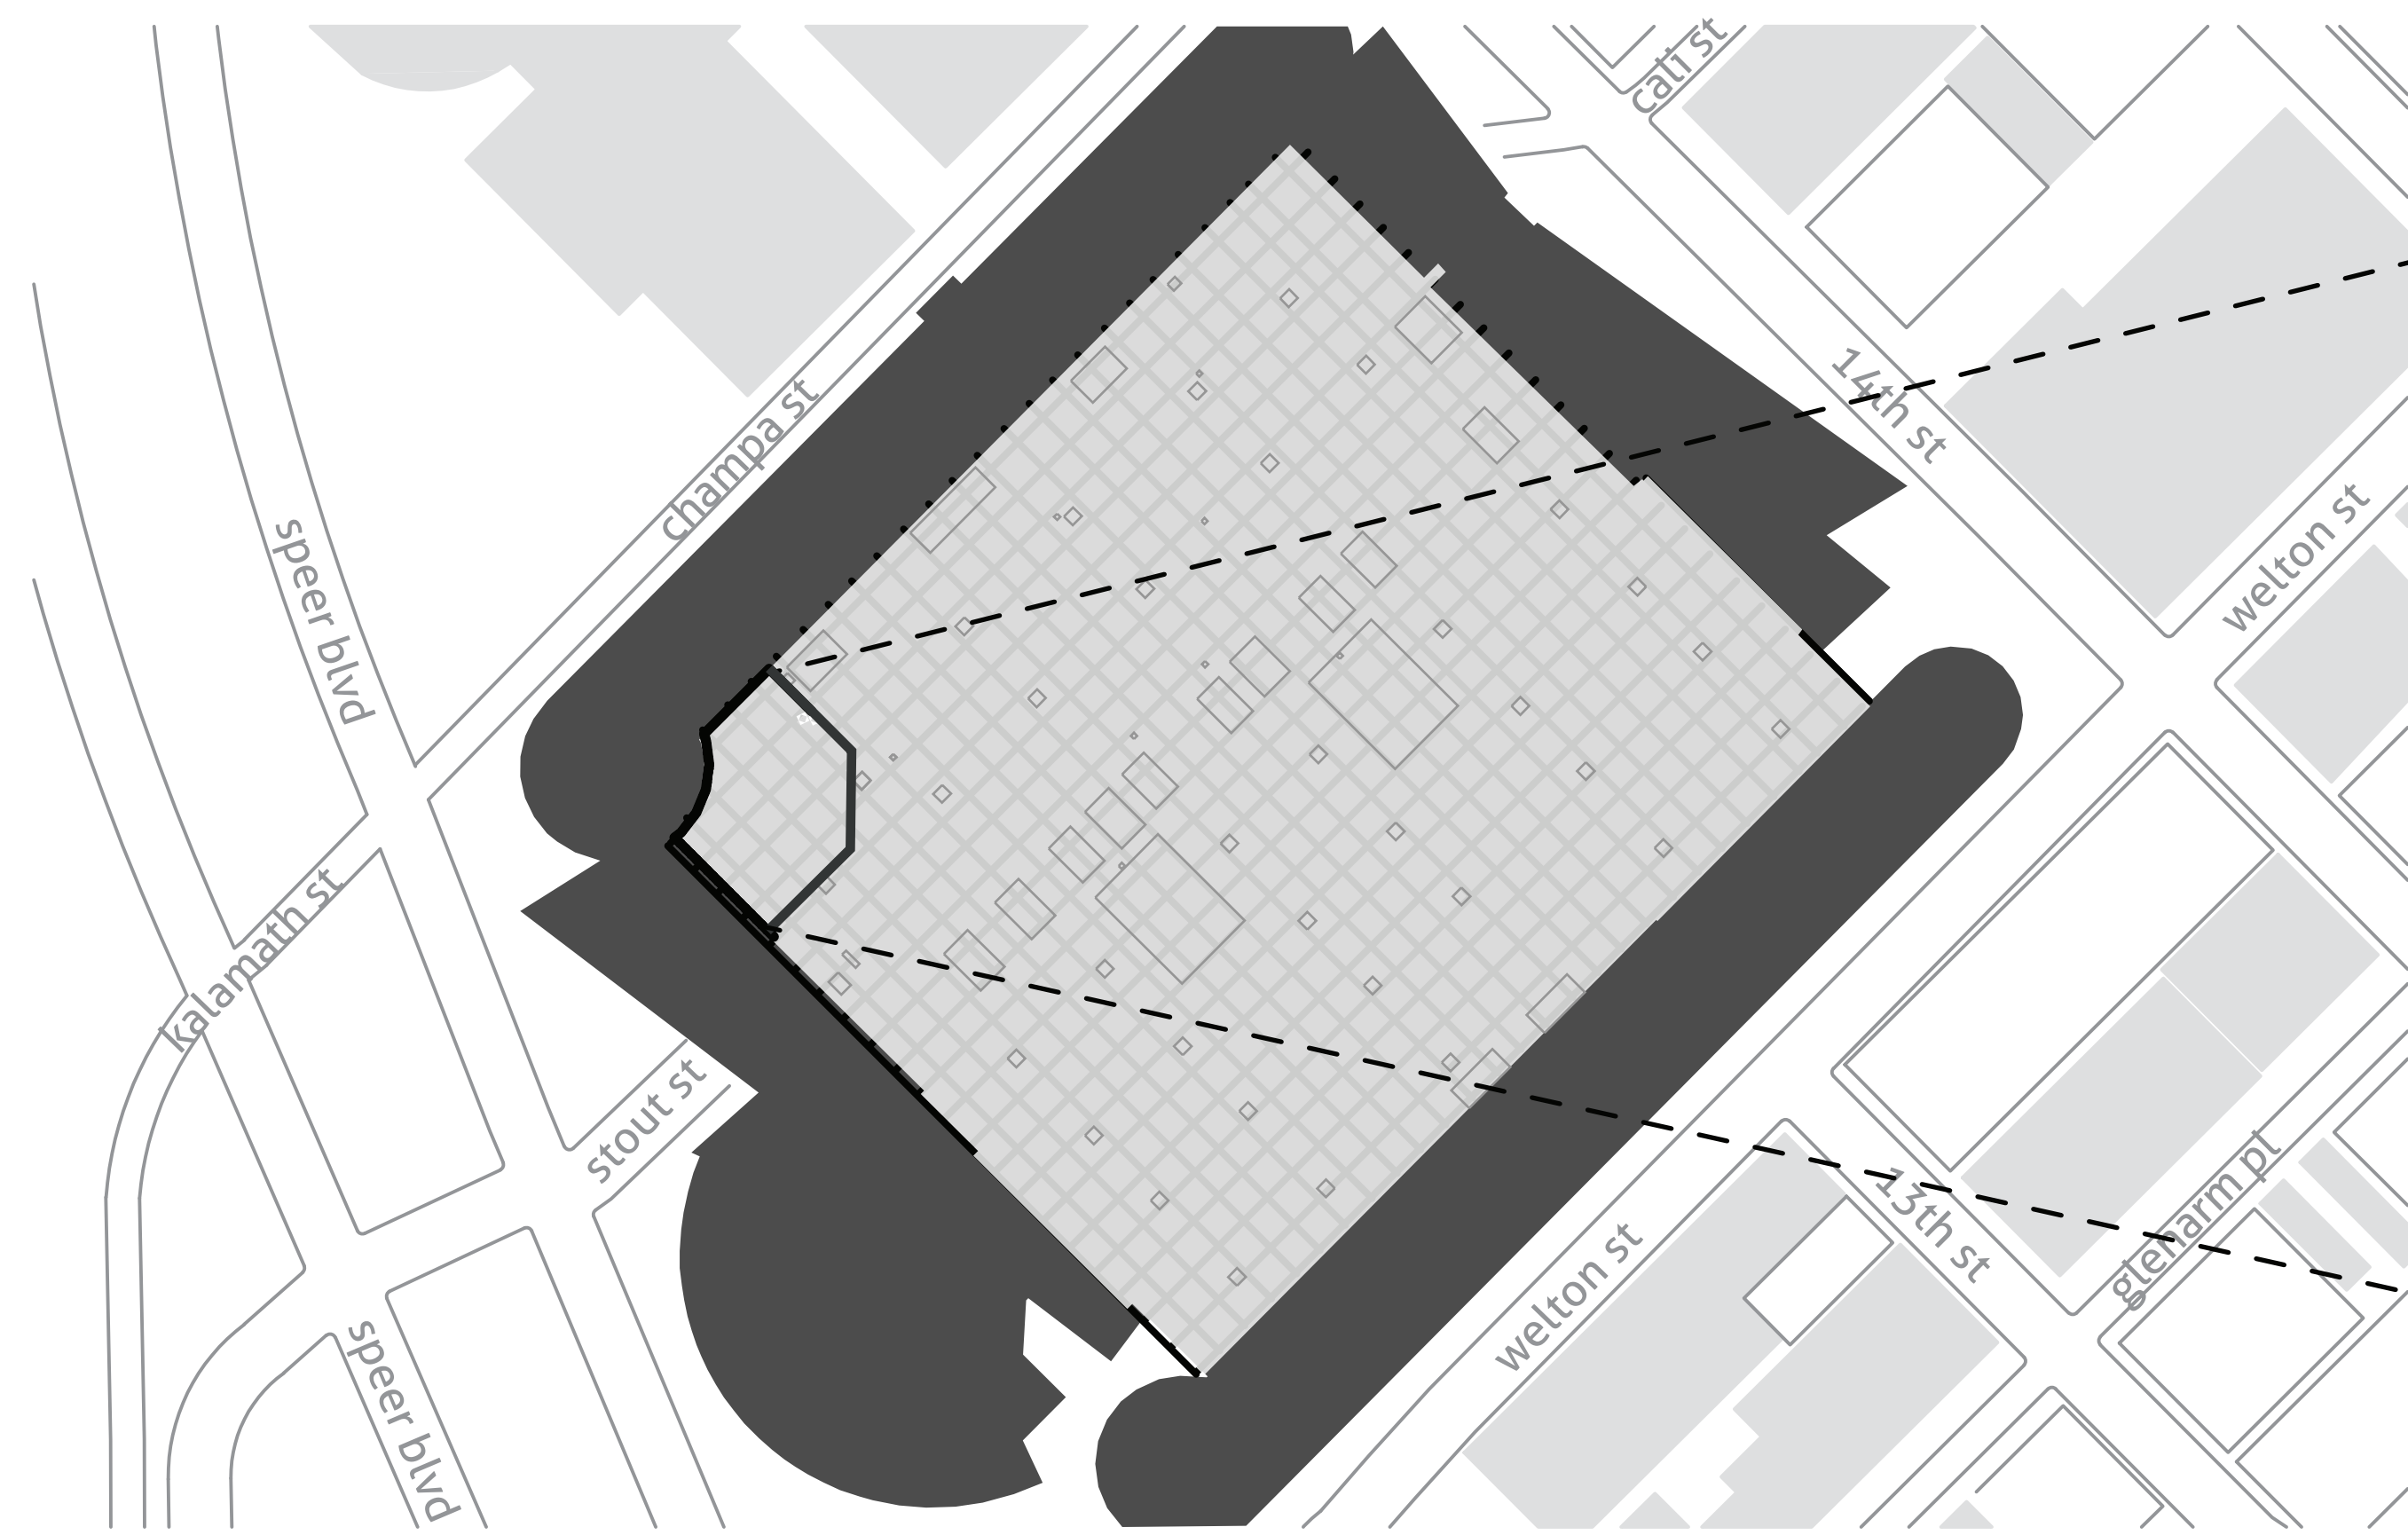 cali st
14th st
champa st
welton st
speer blvd
kalamath st
stout st
13th st
glenarm pt
welton st
speer blvd